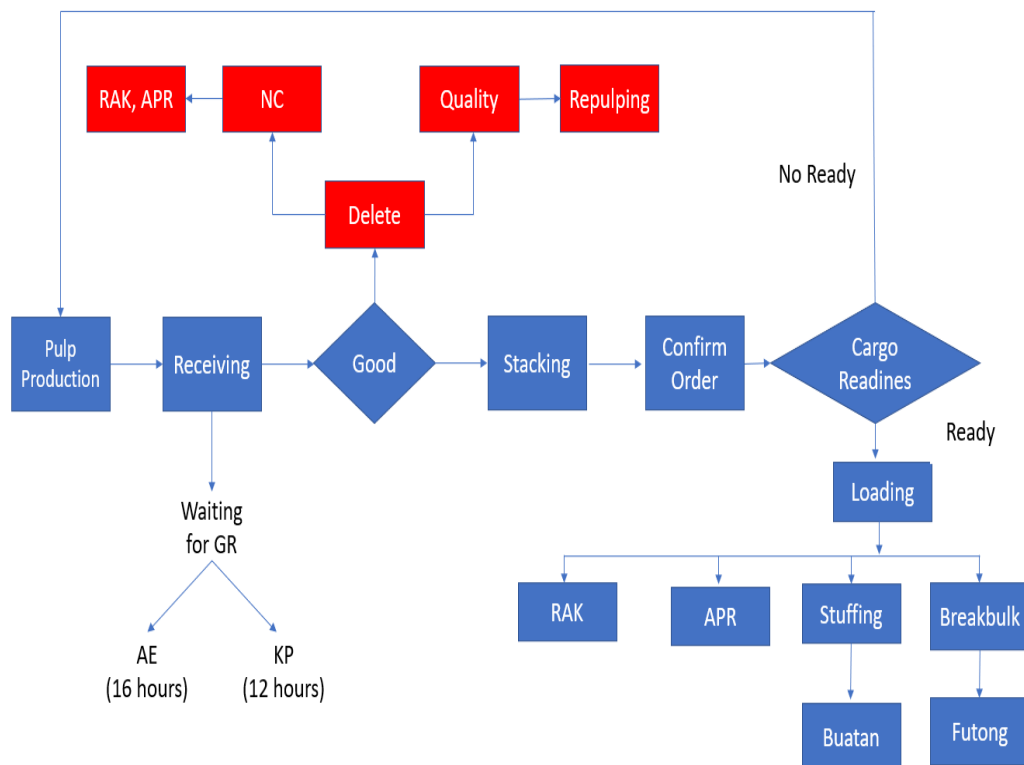 RAK, APR
NC
Quality
Repulping
No Ready
Delete
Pulp
Production
Receiving
Good
Stacking
Confirm
Order
Cargo
Readines
Ready
Loading
Waiting
for GR
RAK
APR
Stuffing
Breakbulk
AE
(16 hours)
KP
(12 hours)
Buatan
Futong